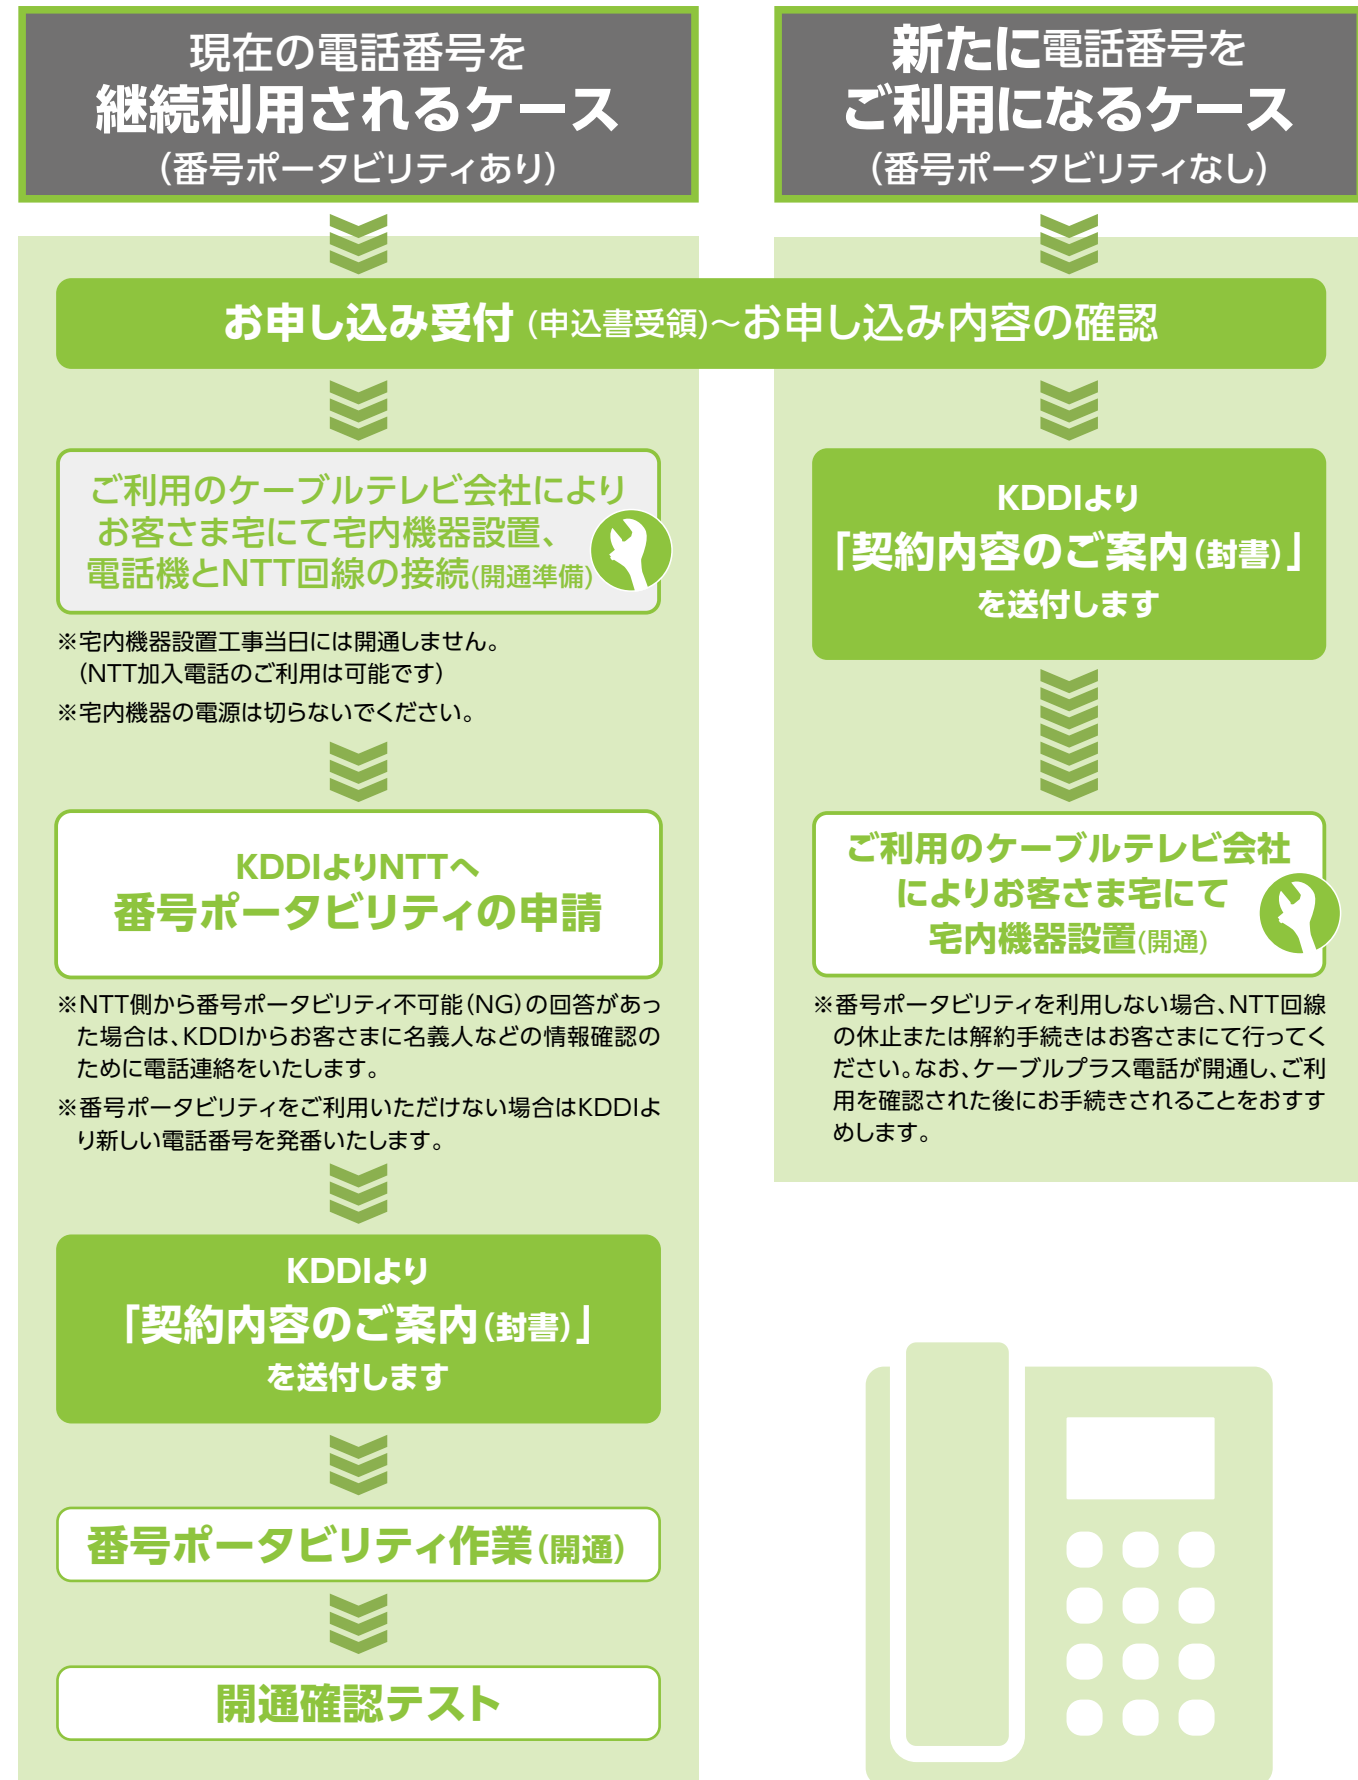 現在の電話番号を
継続利用されるケース
(番号ポータビリティあり)
新たに電話番号を
ご利用になるケース
(番号ポータビリティなし)
お申し込み受付(申込書受領)〜お申し込み内容の確認
ご利用のケーブルテレビ会社により
お客さま宅にて宅内機器設置、
電話機とNTT回線の接続(開通準備)
※宅内機器設置工事当日には開通しません。
(NTT加入電話のご利用は可能です)
※宅内機器の電源は切らないでください。
KDDIよりNTTへ
番号ポータビリティの申請
※NTT側から番号ポータビリティ不可能(NG)の回答があっ
た場合は、KDDIからお客さまに名義人などの情報確認の
ために電話連絡をいたします。
※番号ポータビリティをご利用いただけない場合はKDDIよ
り新しい電話番号を発番いたします。
KDDIより
「契約内容のご案内(封書)」
を送付します
番号ポータビリティ作業(開通)
開通確認テスト
KDDIより
「契約内容のご案内(封書)」
を送付します
ご利用のケーブルテレビ会社
によりお客さま宅にて
宅内機器設置(開通)
※番号ポータビリティを利用しない場合、NTT回線
の休止または解約手続きはお客さまにて行ってく
ださい。なお、ケーブルプラス電話が開通し、ご利
用を確認された後にお手続きされることをおすす
めします。